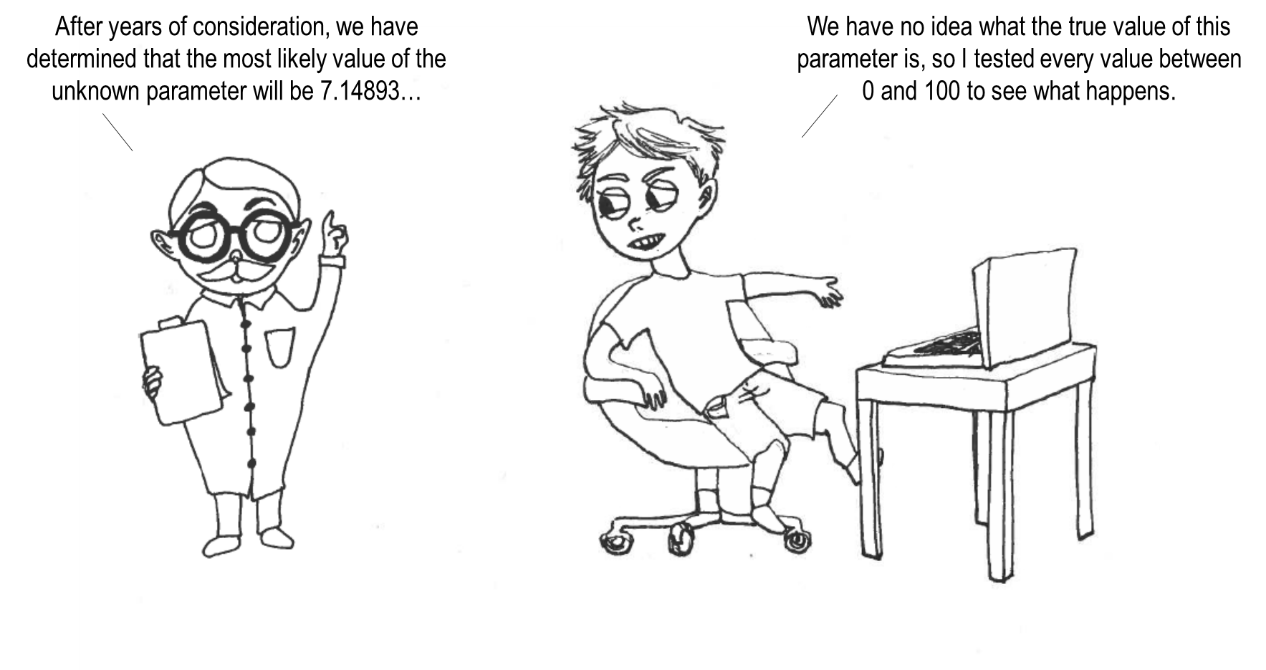 After years of consideration, we have
determined that the most likely value of the
unknown parameter will be 7.14893…
We have no idea what the true value of this
parameter is, so I tested every value between
0 and 100 to see what happens.